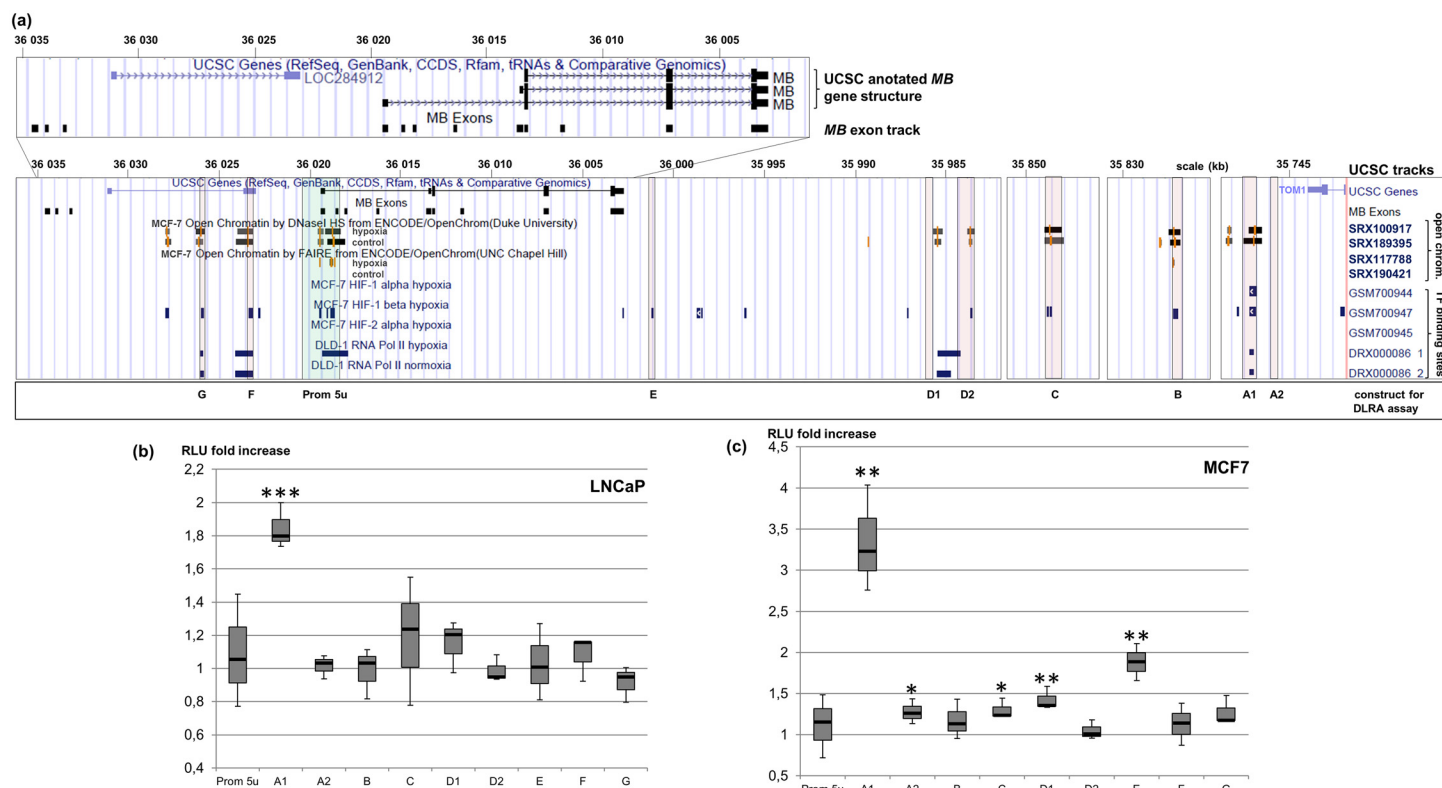 (a)
36 035 36 030 36 025 36 020 36 015 36 010 36 005
UCSC Genes (RefSeq, GenBank, CCDS, Rfam, tRNAs & Comparative Genomics)
LOC284912
MB
MB
MB
MB Exons
UCSC anotated MB
gene structure
MB exon track
36 035 36 030 36 025 36 019 36 015 36 019 36 005 36 000 35 995 35 990 35 985 35 850 35 830 scale (kb) 35 745 UCSC tracks
UCSC Genes (RefSeq, GenBank, CCDS, Rfam, tRNAs & Comparative Genomics)
TOM1
UCSC Genes
MB Exons
MB Exons
MCF-7 Open Chromatin by DNaseI HS from ENCODE/OpenChrom(Duke University)
hypoxia
SRX100917
control
SRX189395
MCF-7 Open Chromatin by FAIRE from ENCODE/OpenChrom(UNC Chapel Hill)
hypoxia
SRX117788
control
SRX190421
open chrom.
MCF-7 HIF-1 alpha hypoxia
GSM700944
MCF-7 HIF-1 beta hypoxia
GSM700947
MCF-7 HIF-2 alpha hypoxia
GSM700945
DLD-1 RNA Pol II hypoxia
DRX000086 1
DLD-1 RNA Pol II normoxia
DRX000086 2
TF binding sites
G F Prom 5u E D1 D2 C B A1 A2 construct for
DLRA assay
(b)
RLU fold increase
LNCaP
2,2
2
1,8
1,6
1,4
1,2
1
0,8
0,6
0,4
***
Prom 5u A1 A2 B C D1 D2 E F G
(c)
RLU fold increase
MCF7
4,5
4
3,5
3
2,5
2
1,5
1
0,5
**
*
*
**
**
Prom 5u A1 A2 B C D1 D2 E F G